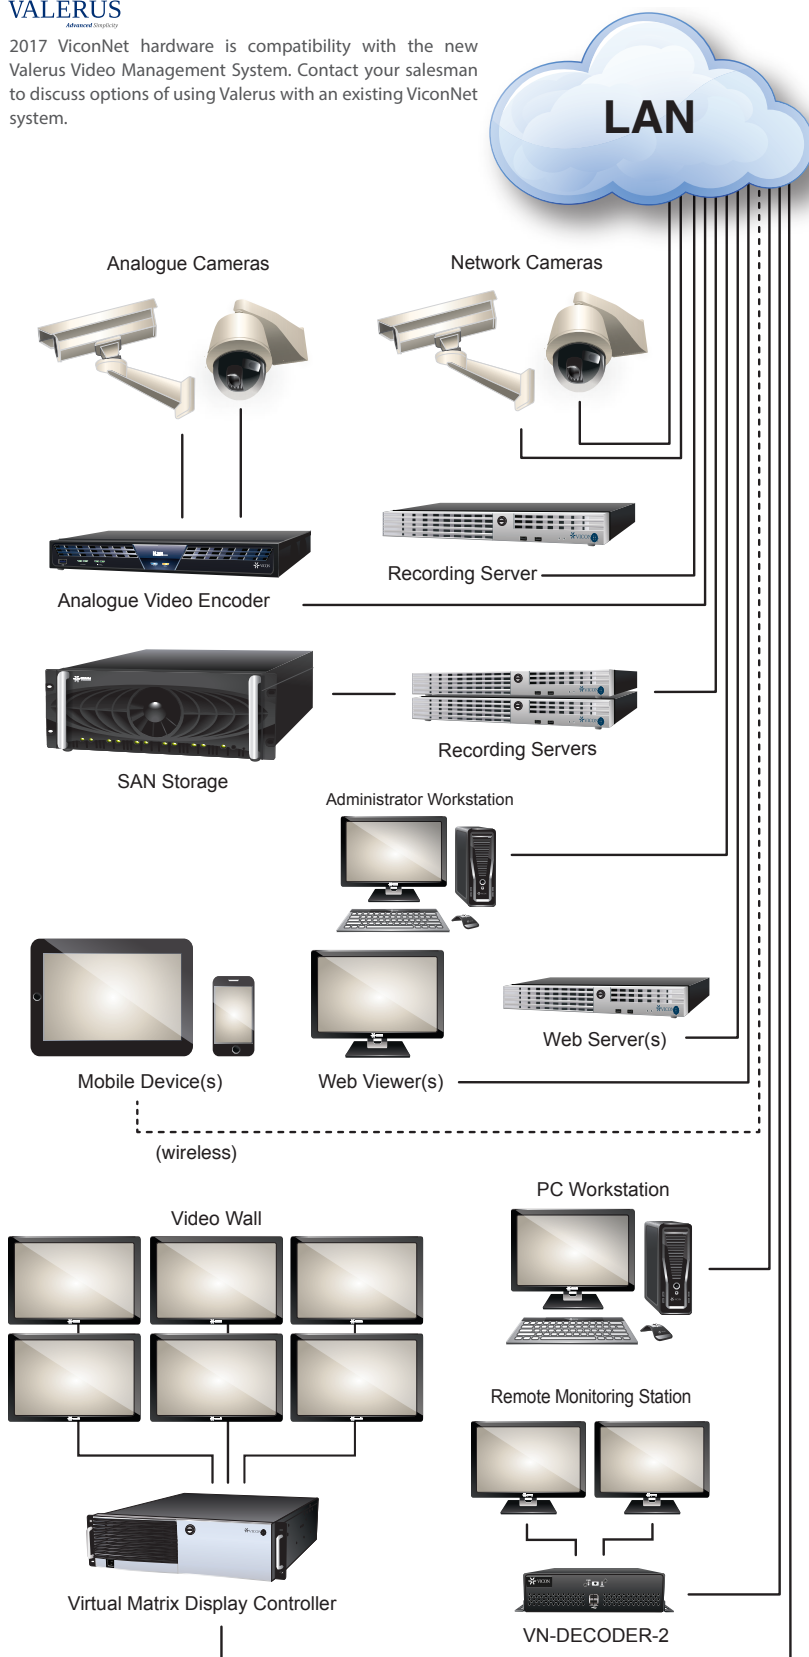 VALERUS
Advanced Simplicity
2017 ViconNet hardware is compatibility with the new
Valerus Video Management System. Contact your salesman
to discuss options of using Valerus with an existing ViconNet
system.
LAN
Analogue Cameras
Network Cameras
Recording Server
Analogue Video Encoder
SAN Storage
Recording Servers
Administrator Workstation
Web Server(s)
Mobile Device(s)
Web Viewer(s)
(wireless)
PC Workstation
Video Wall
Remote Monitoring Station
VICON
Virtual Matrix Display Controller
VN-DECODER-2